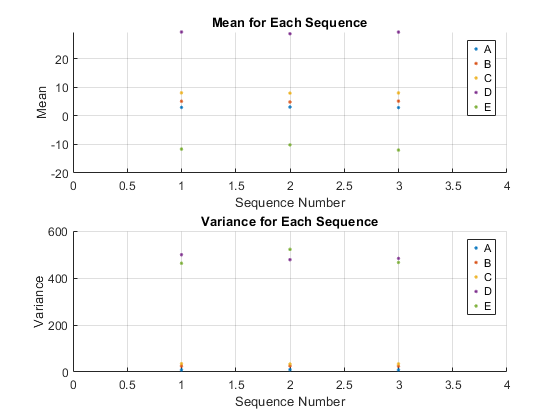 Mean for Each Sequence
Mean
20
10
0
-10
-20
0 0.5 1 1.5 2 2.5 3 3.5 4
Sequence Number
A
B
C
D
E
Variance for Each Sequence
Variance
600
400
200
0
0 0.5 1 1.5 2 2.5 3 3.5 4
Sequence Number
A
B
C
D
E